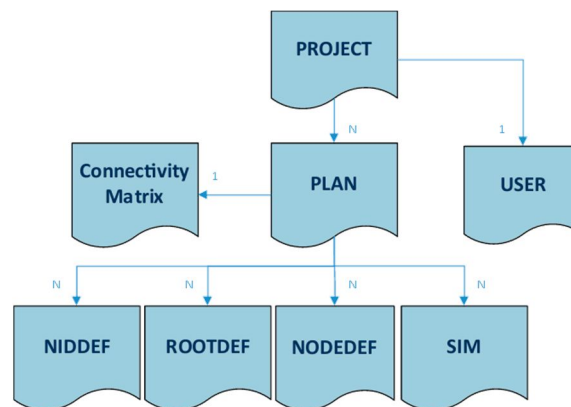 PROJECT
N
1
Connectivity
Matrix
1
PLAN
USER
N
N
N
N
NIDDEF
ROOTDEF
NODEDEF
SIM